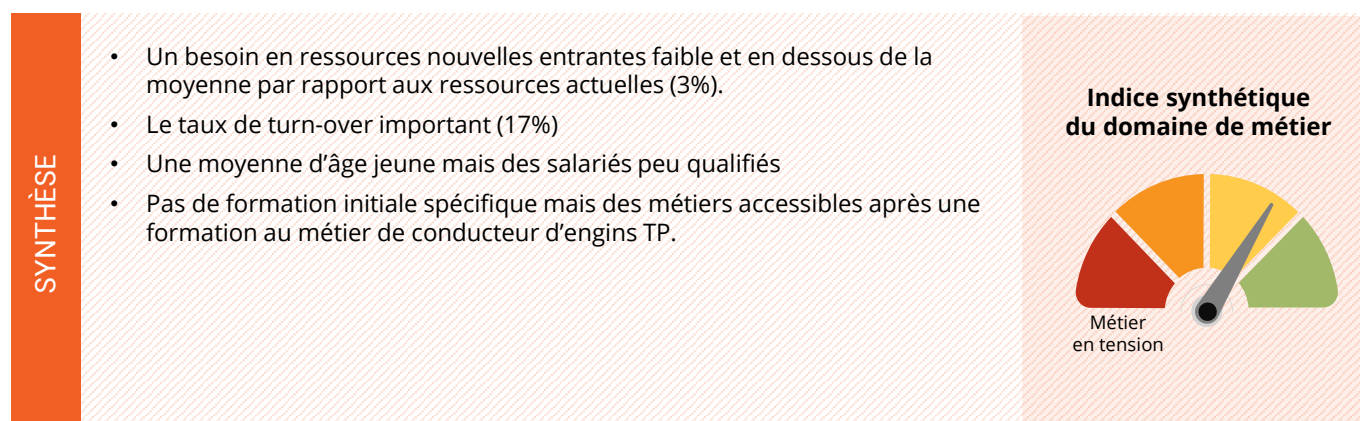 SYNTHÈSE
• Un besoin en ressources nouvelles entrantes faible et en dessous de la
moyenne par rapport aux ressources actuelles (3%).
• Le taux de turn-over important (17%)
• Une moyenne d’âge jeune mais des salariés peu qualifiés
• Pas de formation initiale spécifique mais des métiers accessibles après une
formation au métier de conducteur d’engins TP.
Indice synthétique
du domaine de métier
Métier
en tension